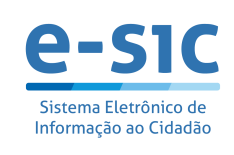 e-sic
Sistema Eletrônico de
Informação ao Cidadão